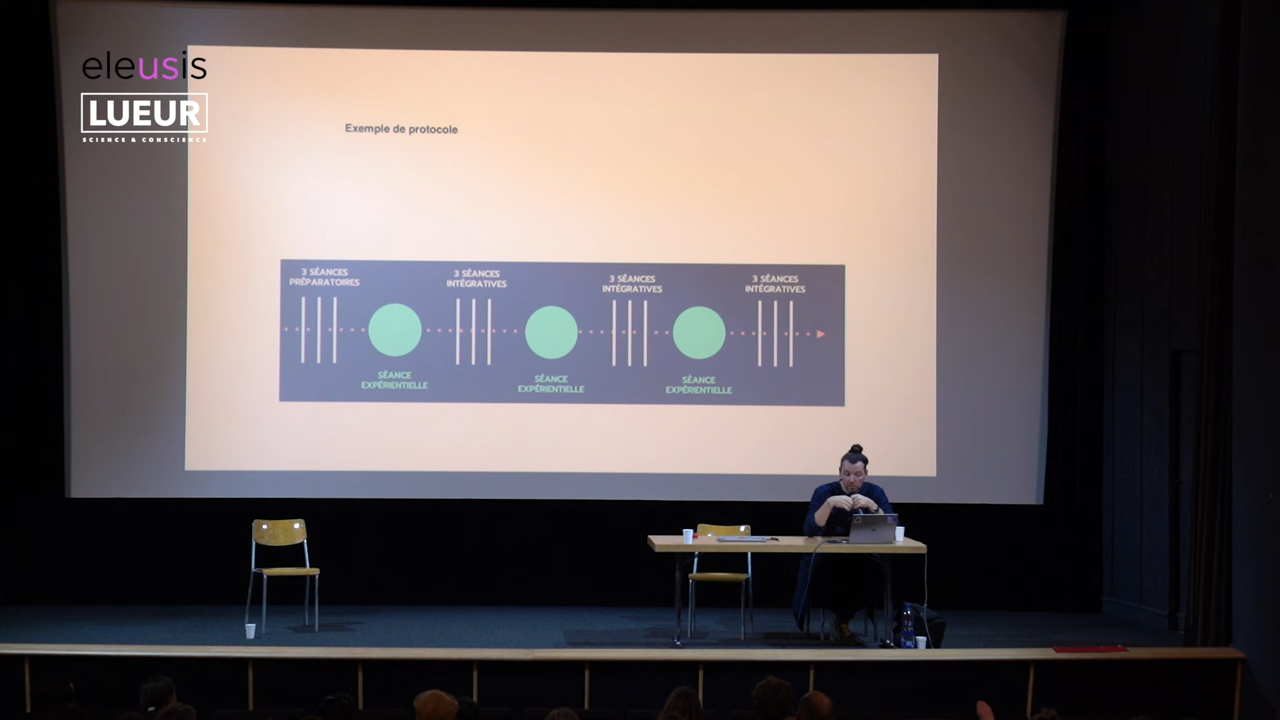 eleusis
LUEUR
SCIENCE & CONSCIENCE
Exemple de protocole
3 SÉANCES
PRÉPARATOIRES
3 SÉANCES
INTÉGRATIVES
3 SÉANCES
INTÉGRATIVES
3 SÉANCES
INTÉGRATIVES
SÉANCE
EXPÉRIENTIELLE
SÉANCE
EXPÉRIENTIELLE
SÉANCE
EXPÉRIENTIELLE